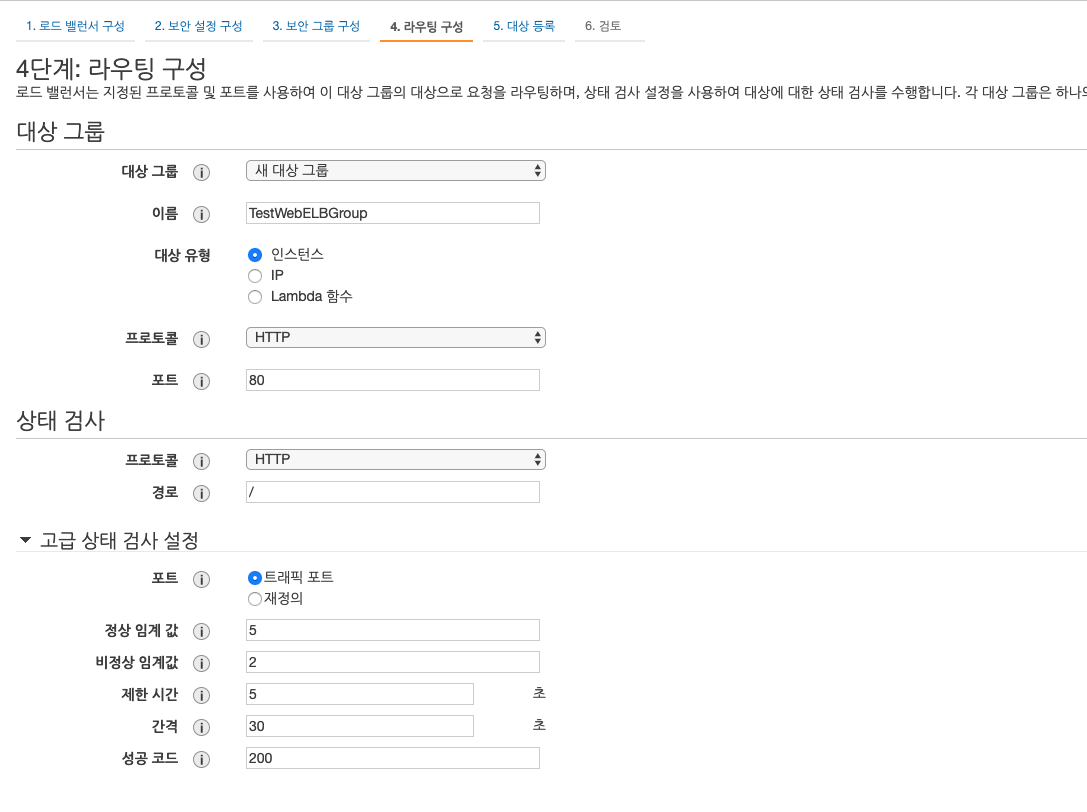 1. 로드 밸런서 구성 2. 보안 설정 구성 3. 보안 그룹 구성 4. 라우팅 구성 5. 대상 등록 6. 검토
4단계: 라우팅 구성
로드 밸런서는 지정된 프로토콜 및 포트를 사용하여 이 대상 그룹의 대상으로 요청을 라우팅하며, 상태 검사 설정을 사용하여 대상에 대한 상태 검사를 수행합니다. 각 대상 그룹은
대상 그룹
대상 그룹 i 새 대상 그룹
이름 i TestWebELBGroup
대상 유형 인스턴스
IP
Lambda 함수
프로토콜 i HTTP
포트 i 80
상태 검사
프로토콜 i HTTP
경로 i /
고급 상태 검사 설정
포트 i 트래픽 포트
재정의
정상 임계 값 i 5
비정상 임계값 i 2
제한 시간 i 5 초
간격 i 30 초
성공 코드 i 200